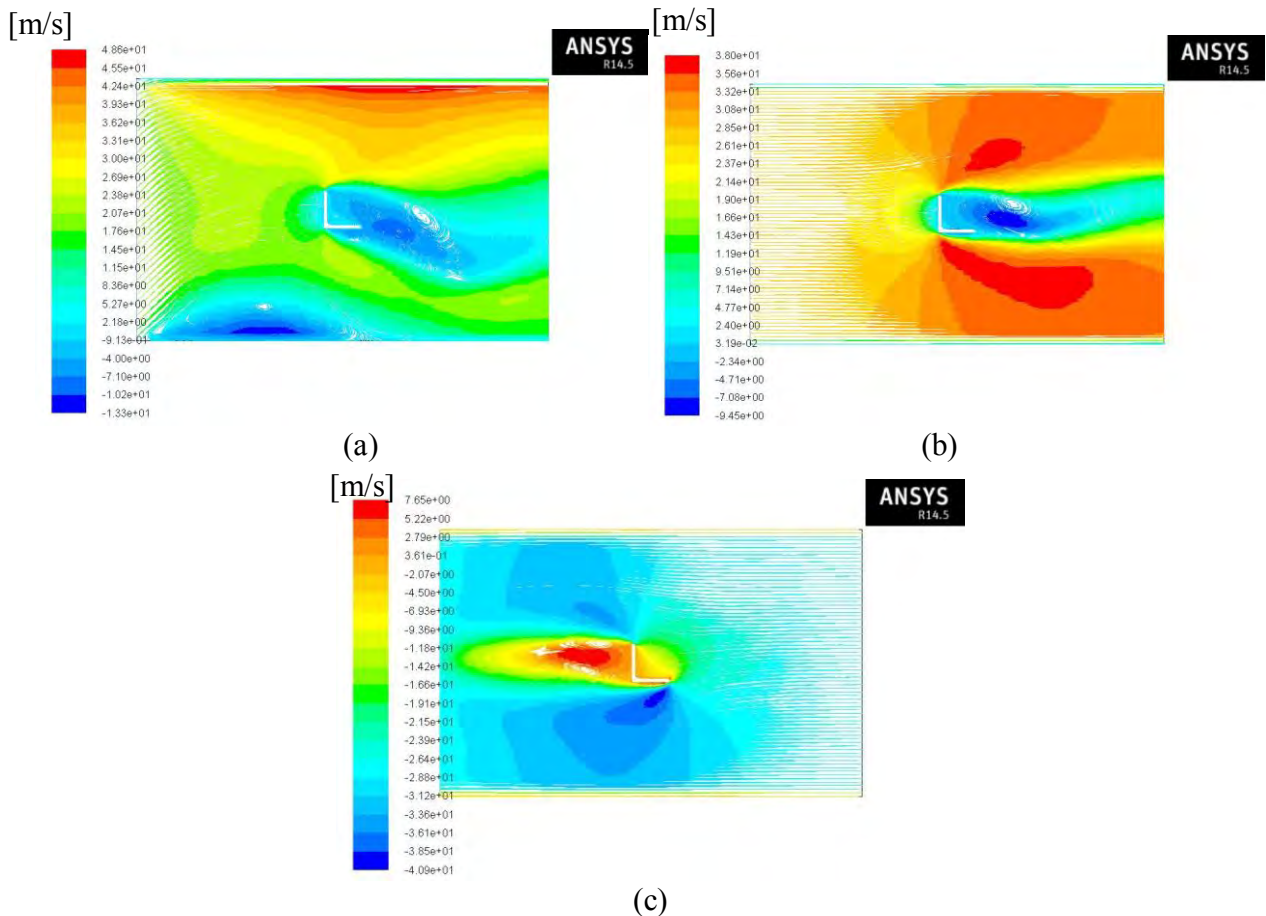 [m/s]
ANSYS
R14.5
4.86e+01
4.55e+01
4.24e+01
3.93e+01
3.62e+01
3.31e+01
3.00e+01
2.69e+01
2.38e+01
2.07e+01
1.76e+01
1.45e+01
1.15e+01
8.36e+00
5.27e+00
2.18e+00
-9.13e-01
-4.00e+00
-7.10e+00
-1.02e+01
-1.33e+01
(a)
[m/s]
ANSYS
R14.5
3.80e+01
3.56e+01
3.32e+01
3.08e+01
2.85e+01
2.61e+01
2.37e+01
2.14e+01
1.90e+01
1.66e+01
1.43e+01
1.19e+01
9.51e+00
7.14e+00
4.77e+00
2.40e+00
3.19e-02
-2.34e+00
-4.71e+00
-7.08e+00
-9.45e+00
(b)
[m/s]
ANSYS
R14.5
7.65e+00
5.22e+00
2.79e+00
3.61e-01
-2.07e+00
-4.50e+00
-6.93e+00
-9.36e+00
-1.18e+01
-1.42e+01
-1.66e+01
-1.91e+01
-2.15e+01
-2.39e+01
-2.64e+01
-2.88e+01
-3.12e+01
-3.36e+01
-3.61e+01
-3.85e+01
-4.09e+01
(c)